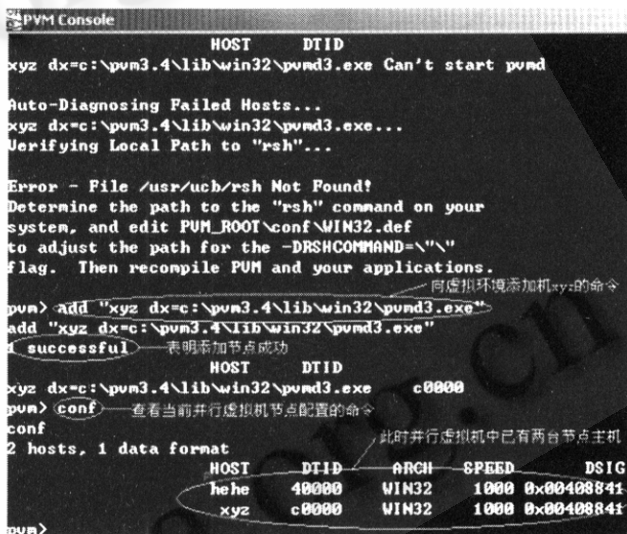 PVM Console
HOST DTID
xyz dx=c:\pvm3.4\lib\win32\pvmd3.exe Can't start pvmd
Auto-Diagnosing Failed Hosts...
xyz dx=c:\pvm3.4\lib\win32\pvmd3.exe...
Verifying Local Path to "rsh"...
Error - File /usr/ucb/rsh Not Found!
Determine the path to the "rsh" command on your
system, and edit PVM_ROOT\conf\WIN32.def
to adjust the path for the -DRSHCOMMAND=\"\"
flag. Then recompile PVM and your applications.
向虚拟环境添加机xyz的命令
pvm> add "xyz dx=c:\pvm3.4\lib\win32\pvmd3.exe"
add "xyz dx=c:\pvm3.4\lib\win32\pvmd3.exe"
1 successful 表明添加节点成功
HOST DTID
xyz dx=c:\pvm3.4\lib\win32\pvmd3.exe c0000
pvm> conf 查看当前并行虚拟机节点配置的命令
conf 此时并行虚拟机中已有两台节点主机
2 hosts, 1 data format
HOST DTID ARCH SPEED DSIG
hehe 40000 WIN32 1000 0x00408841
xyz c0000 WIN32 1000 0x00408841
pvm>